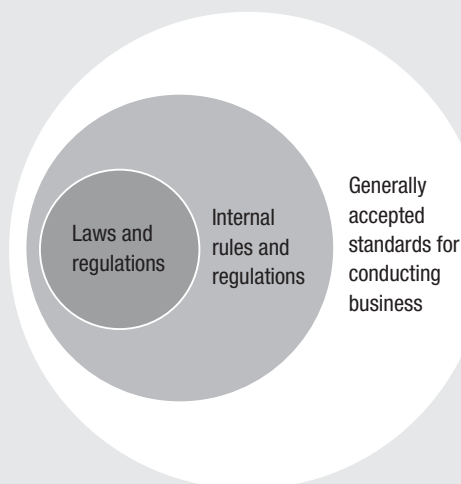 Laws and
regulations
Internal
rules and
regulations
Generally
accepted
standards for
conducting
business